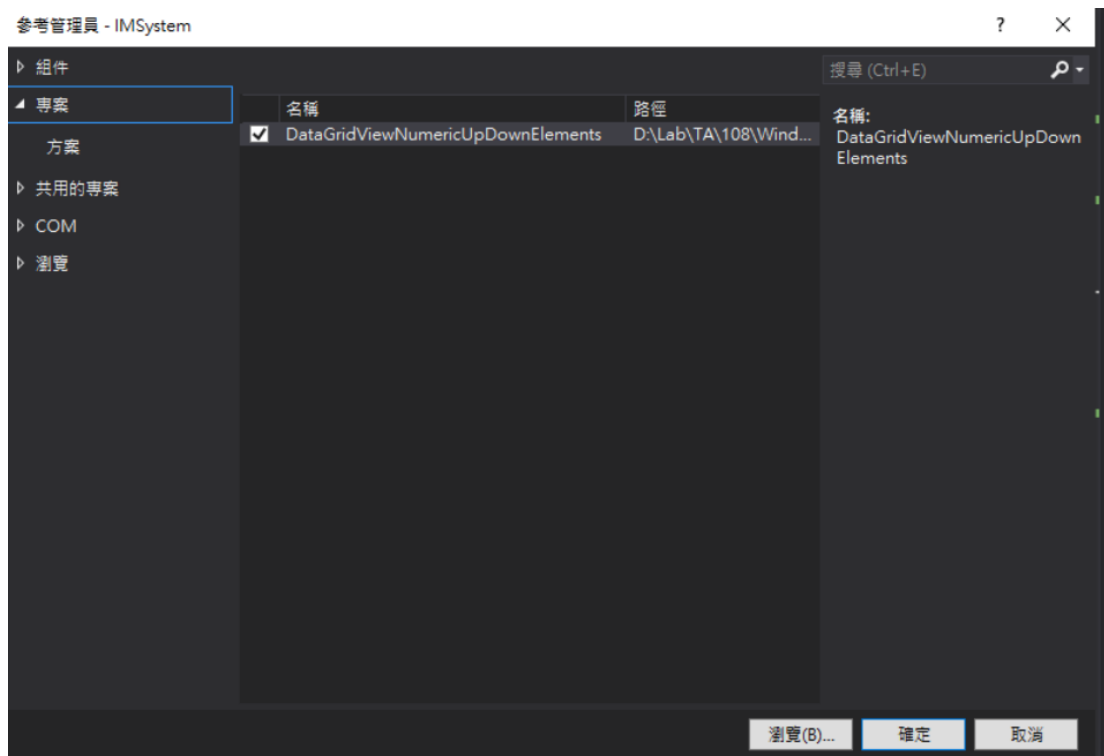 參考管理員 - IMSystem
? ×
組件
專案
方案
共用的專案
COM
瀏覽
名稱 路徑
DataGridViewNumericUpDownElements D:\Lab\TA\108\Wind...
搜尋 (Ctrl+E)
名稱:
DataGridViewNumericUpDown
Elements
瀏覽(B)... 確定 取消